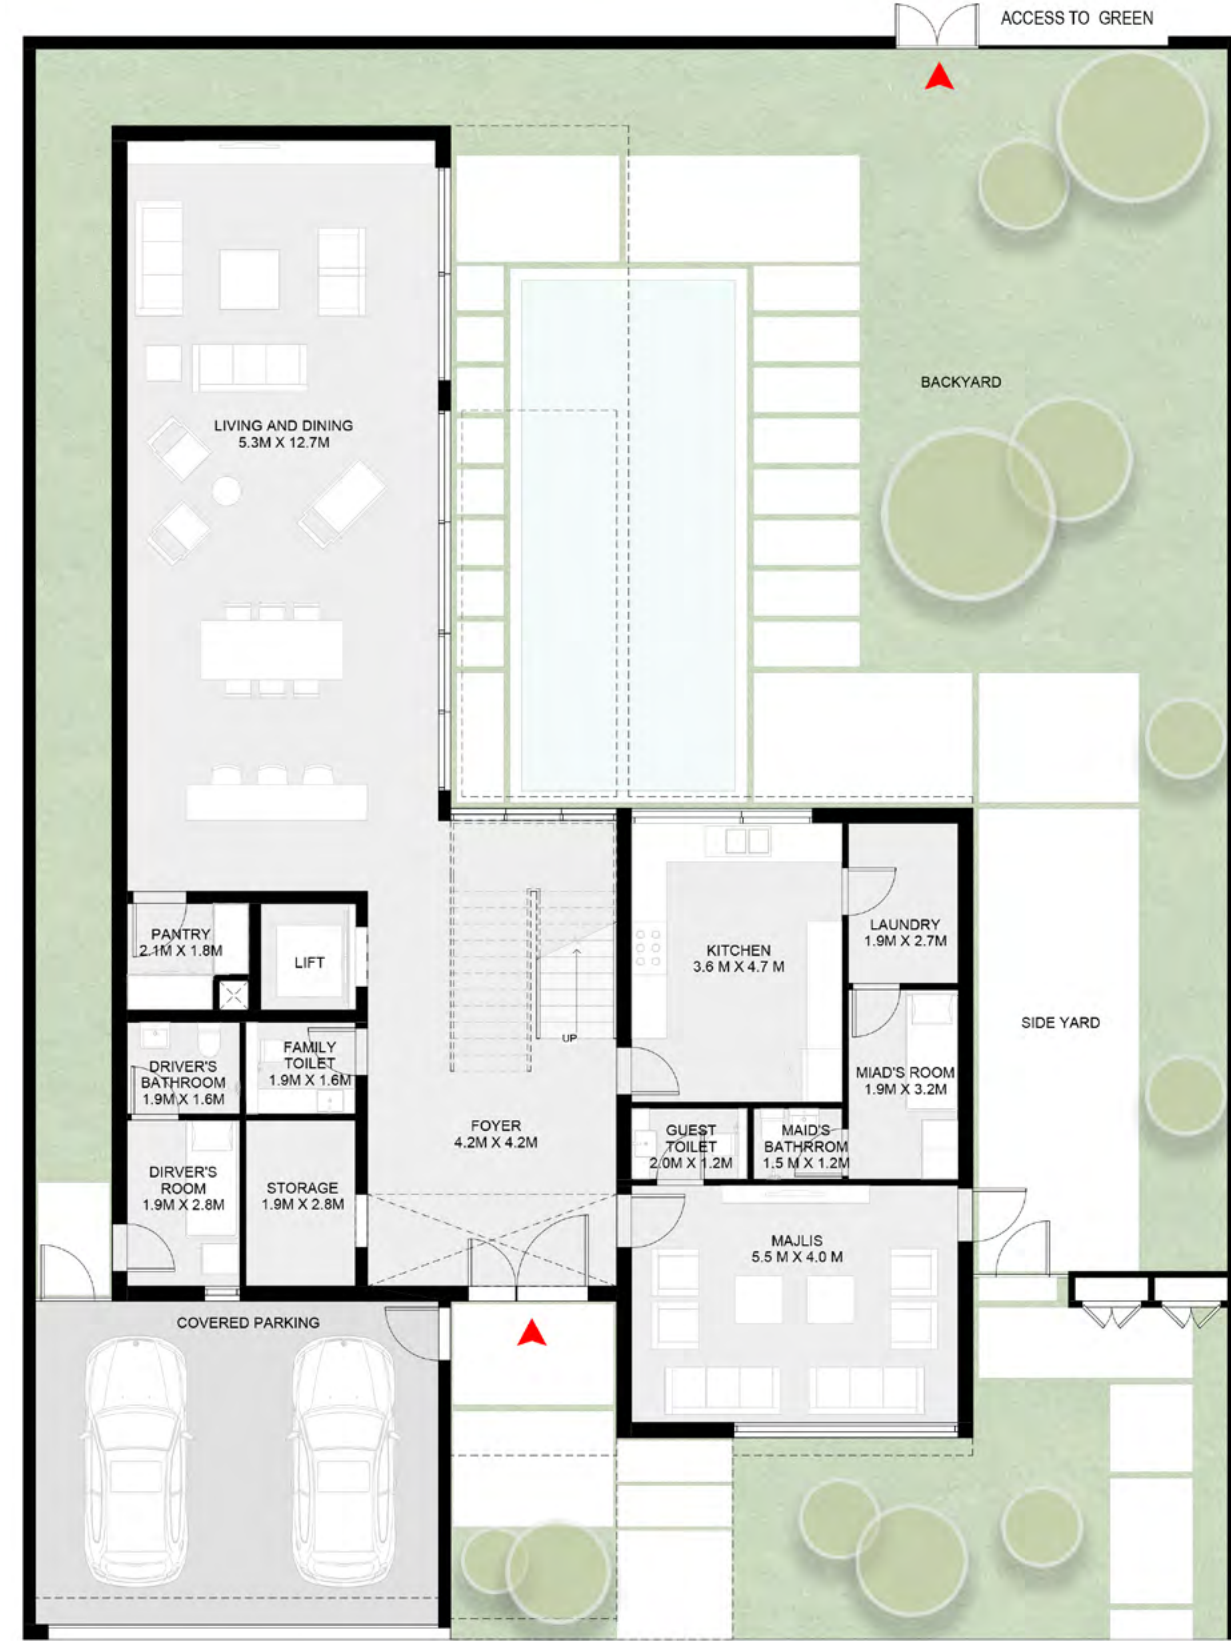 ACCESS TO GREEN
BACKYARD
LIVING AND DINING
5.3M X 12.7M
PANTRY
2.1M X 1.8M
LIFT
KITCHEN
3.6 M X 4.7 M
LAUNDRY
1.9M X 2.7M
SIDE YARD
UP
DRIVER'S
BATHROOM
1.9M X 1.6M
FAMILY
TOILET
1.9M X 1.6M
MIAD'S ROOM
1.9M X 3.2M
FOYER
4.2M X 4.2M
GUEST
TOILET
2.0M X 1.2M
MAID'S
BATHRROM
1.5 M X 1.2M
DIRVER'S
ROOM
1.9M X 2.8M
STORAGE
1.9M X 2.8M
MAJLIS
5.5 M X 4.0 M
COVERED PARKING